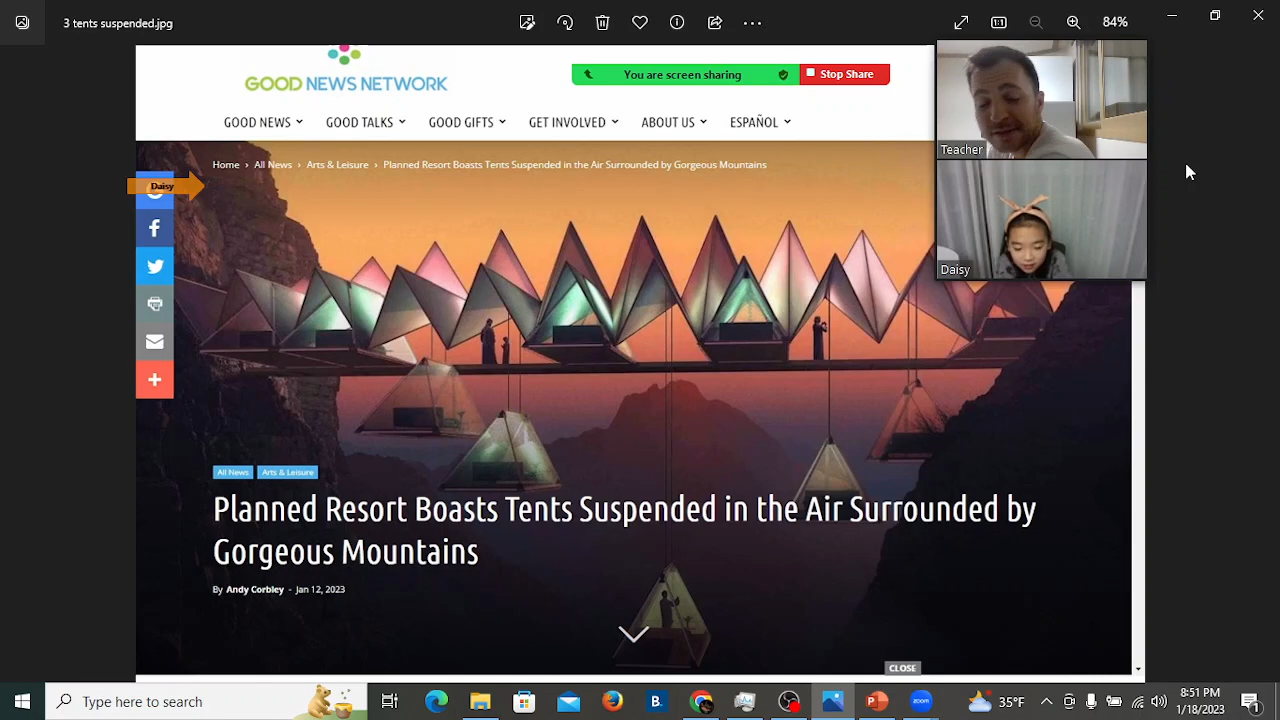 3 tents suspended.jpg
84%
GOOD NEWS NETWORK
You are screen sharing
Stop Share
GOOD NEWS
GOOD TALKS
GOOD GIFTS
GET INVOLVED
ABOUT US
ESPAÑOL
Teacher
Home › All News › Arts & Leisure › Planned Resort Boasts Tents Suspended in the Air Surrounded by Gorgeous Mountains
Daisy
Daisy
All News
Arts & Leisure
Planned Resort Boasts Tents Suspended in the Air Surrounded by
Gorgeous Mountains
By Andy Corbley - Jan 12, 2023
CLOSE
Type here to search
B.
zoom
35°F
8:51 PM
1/18/2023
1